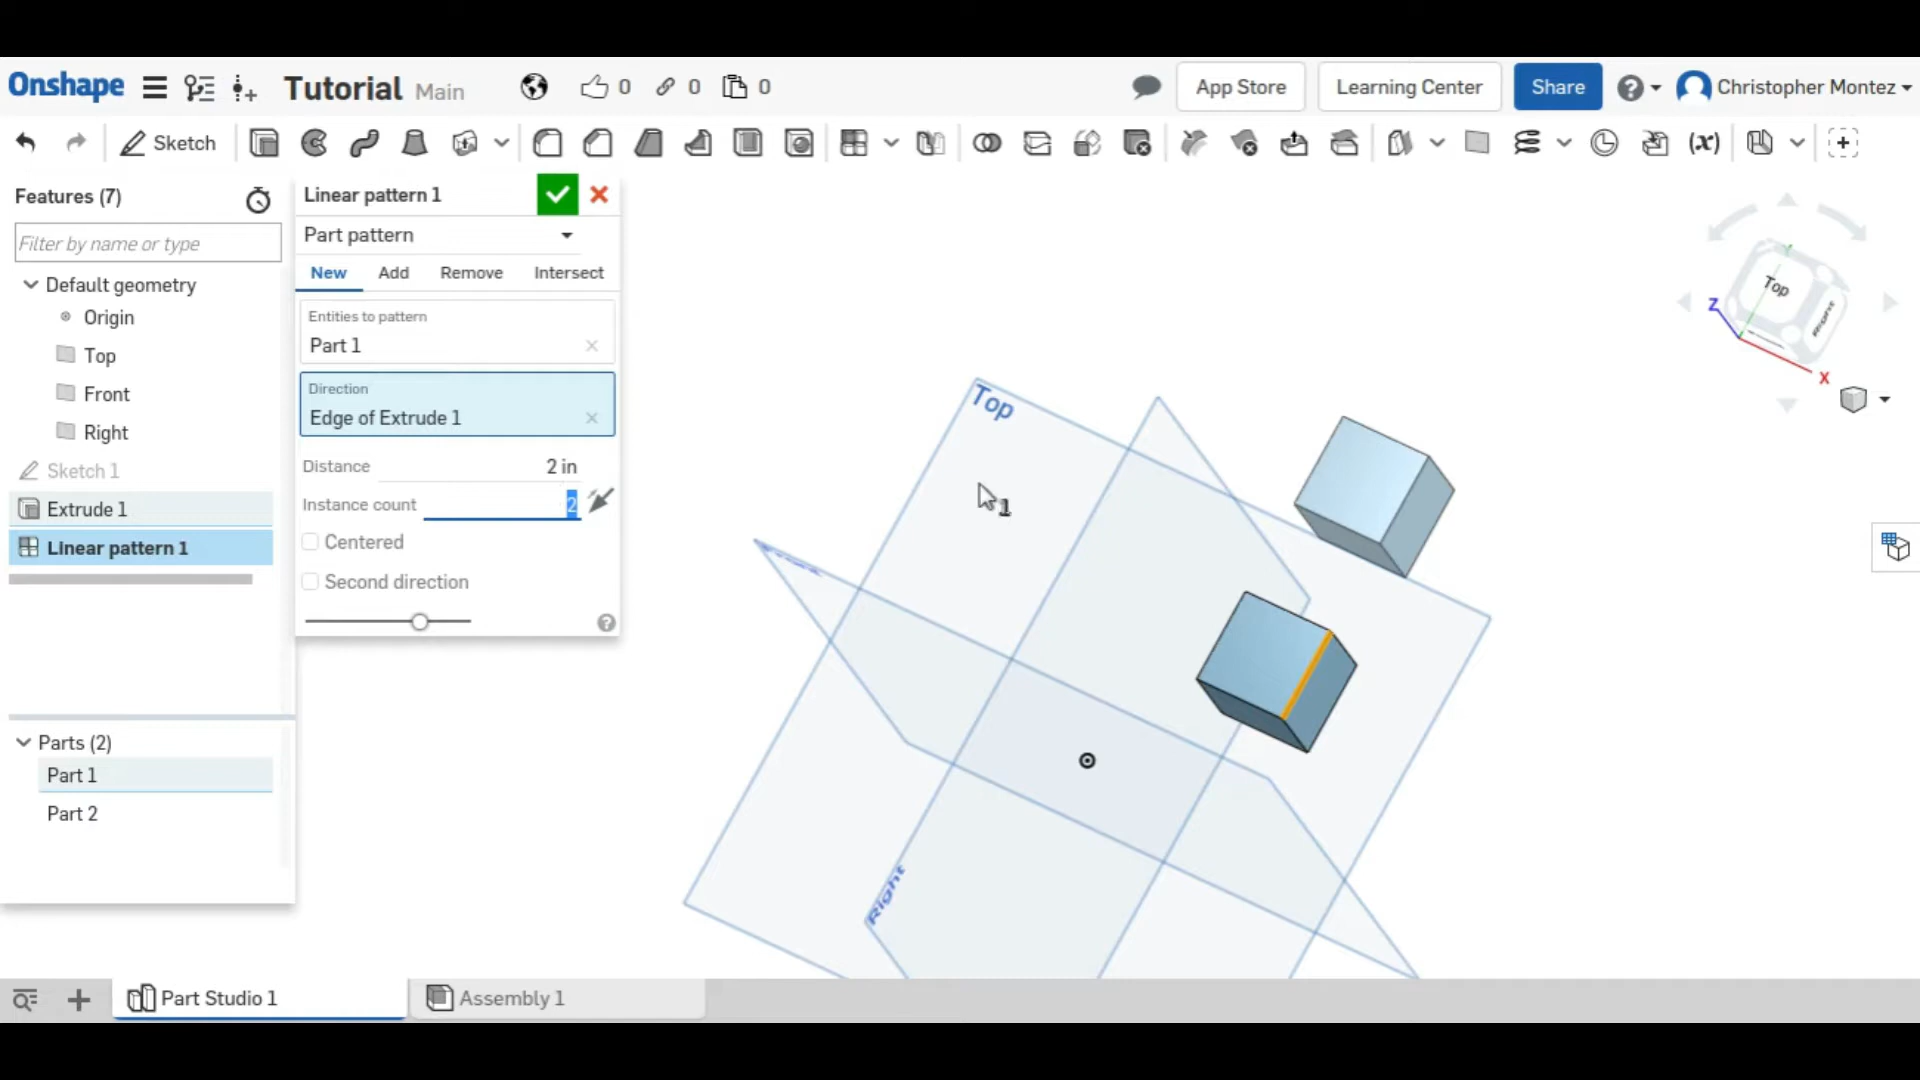 Onshape Tutorial Main 0 0 0 App Store Learning Center Share Christopher Montez
Sketch (x)
Features (7)
Filter by name or type
Default geometry
Origin
Top
Front
Right
Sketch 1
Extrude 1
Linear pattern 1
Parts (2)
Part 1
Part 2
Linear pattern 1
Part pattern
New Add Remove Intersect
Entities to pattern
Part 1
Direction
Edge of Extrude 1
Distance 2 in
Instance count 2
Centered
Second direction
Top
Right
1
Top
Right
Y
Z
X
Part Studio 1 Assembly 1